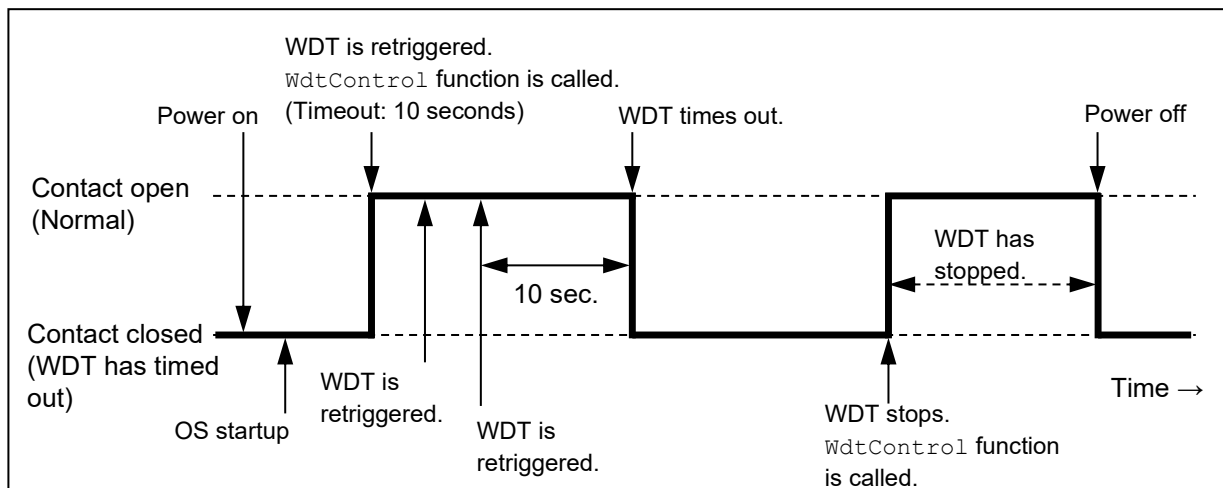 WDT is retriggered.
WdtControl function is called.
(Timeout: 10 seconds)
Power on
WDT times out.
Power off
Contact open
(Normal)
WDT has
stopped.
10 sec.
Contact closed
(WDT has timed
out)
OS startup
WDT is
retriggered.
WDT is
retriggered.
WDT stops.
WdtControl function
is called.
Time →